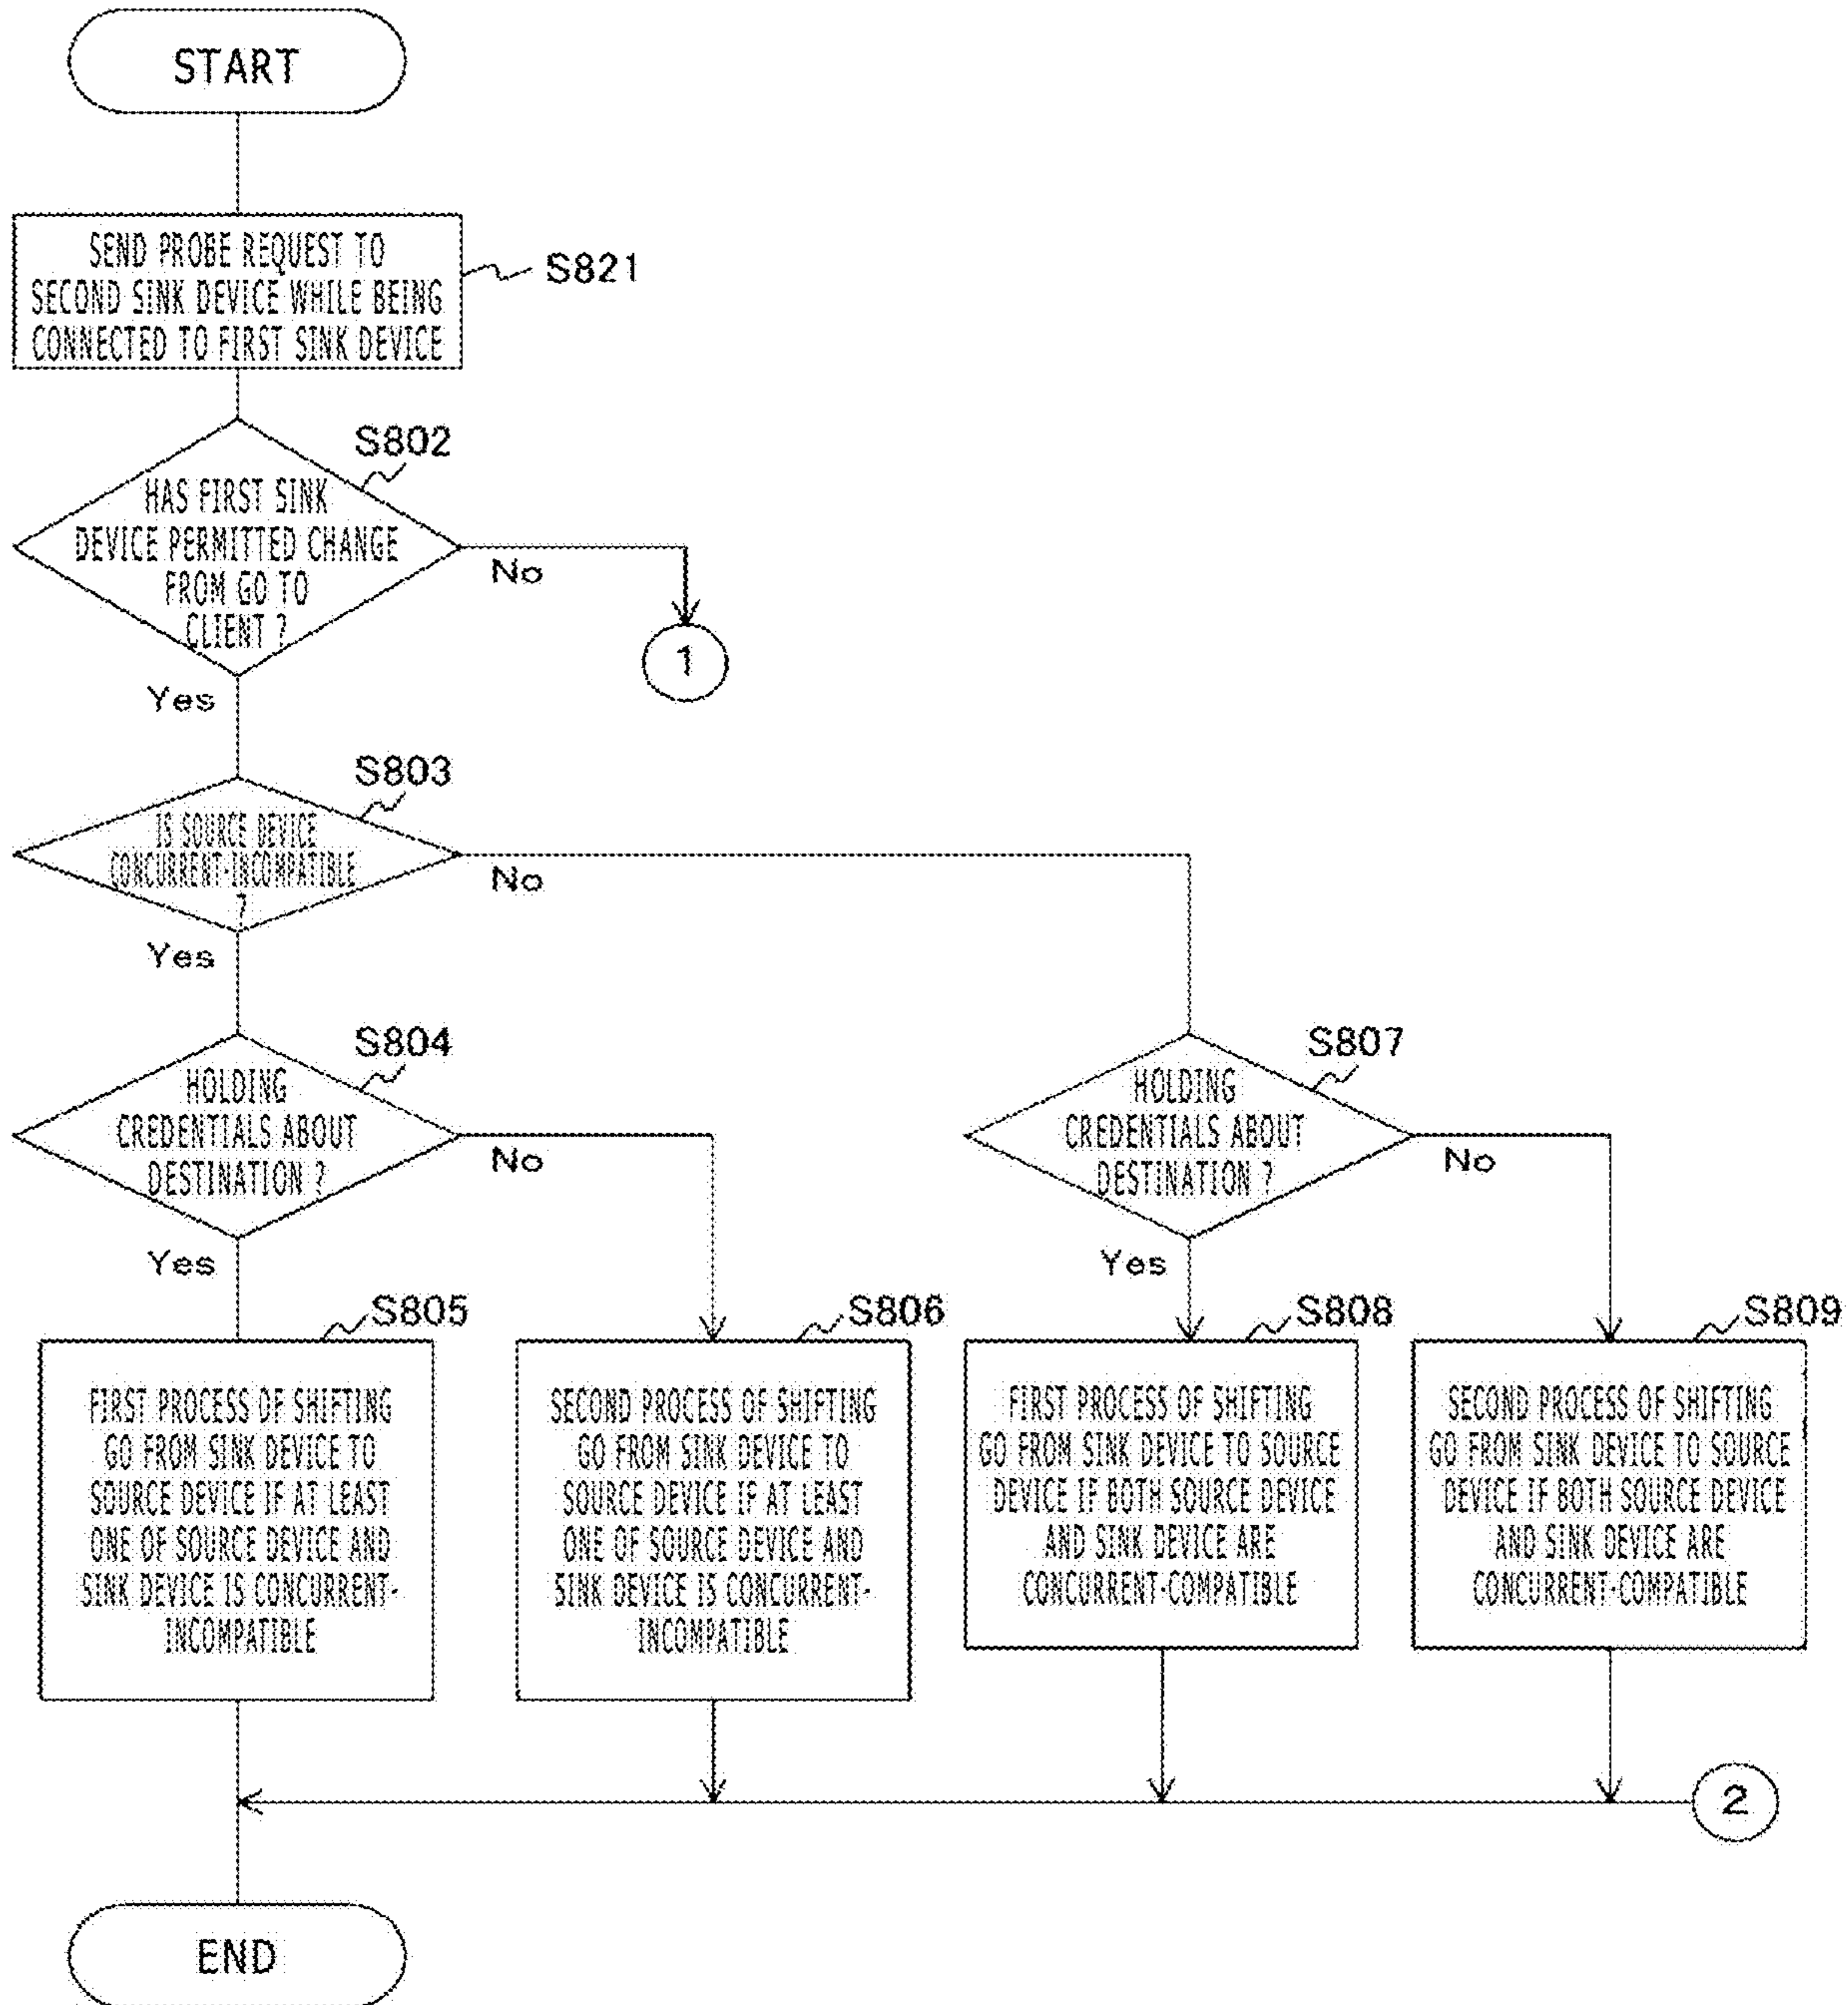 START
SEND PROBE REQUEST TO
SECOND SINK DEVICE WHILE BEING
CONNECTED TO FIRST SINK DEVICE
S821
S802
HAS FIRST SINK
DEVICE PERMITTED CHANGE
FROM GO TO
CLIENT ?
No
1
Yes
S803
IS SOURCE DEVICE
CONCURRENT-INCOMPATIBLE
?
No
Yes
S804
HOLDING
CREDENTIALS ABOUT
DESTINATION ?
No
Yes
S807
HOLDING
CREDENTIALS ABOUT
DESTINATION ?
No
Yes
S805
FIRST PROCESS OF SHIFTING
GO FROM SINK DEVICE TO
SOURCE DEVICE IF AT LEAST
ONE OF SOURCE DEVICE AND
SINK DEVICE IS CONCURRENT-
INCOMPATIBLE
S806
SECOND PROCESS OF SHIFTING
GO FROM SINK DEVICE TO
SOURCE DEVICE IF AT LEAST
ONE OF SOURCE DEVICE AND
SINK DEVICE IS CONCURRENT-
INCOMPATIBLE
S808
FIRST PROCESS OF SHIFTING
GO FROM SINK DEVICE TO SOURCE
DEVICE IF BOTH SOURCE DEVICE
AND SINK DEVICE ARE
CONCURRENT-COMPATIBLE
S809
SECOND PROCESS OF SHIFTING
GO FROM SINK DEVICE TO SOURCE
DEVICE IF BOTH SOURCE DEVICE
AND SINK DEVICE ARE
CONCURRENT-COMPATIBLE
2
END